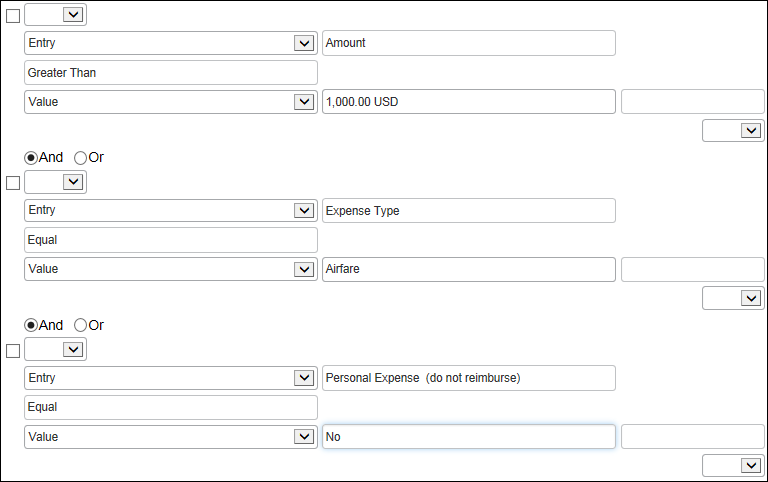 Entry Amount
Greater Than
Value 1,000.00 USD
And Or
Entry Expense Type
Equal
Value Airfare
And Or
Entry Personal Expense  (do not reimburse)
Equal
Value No